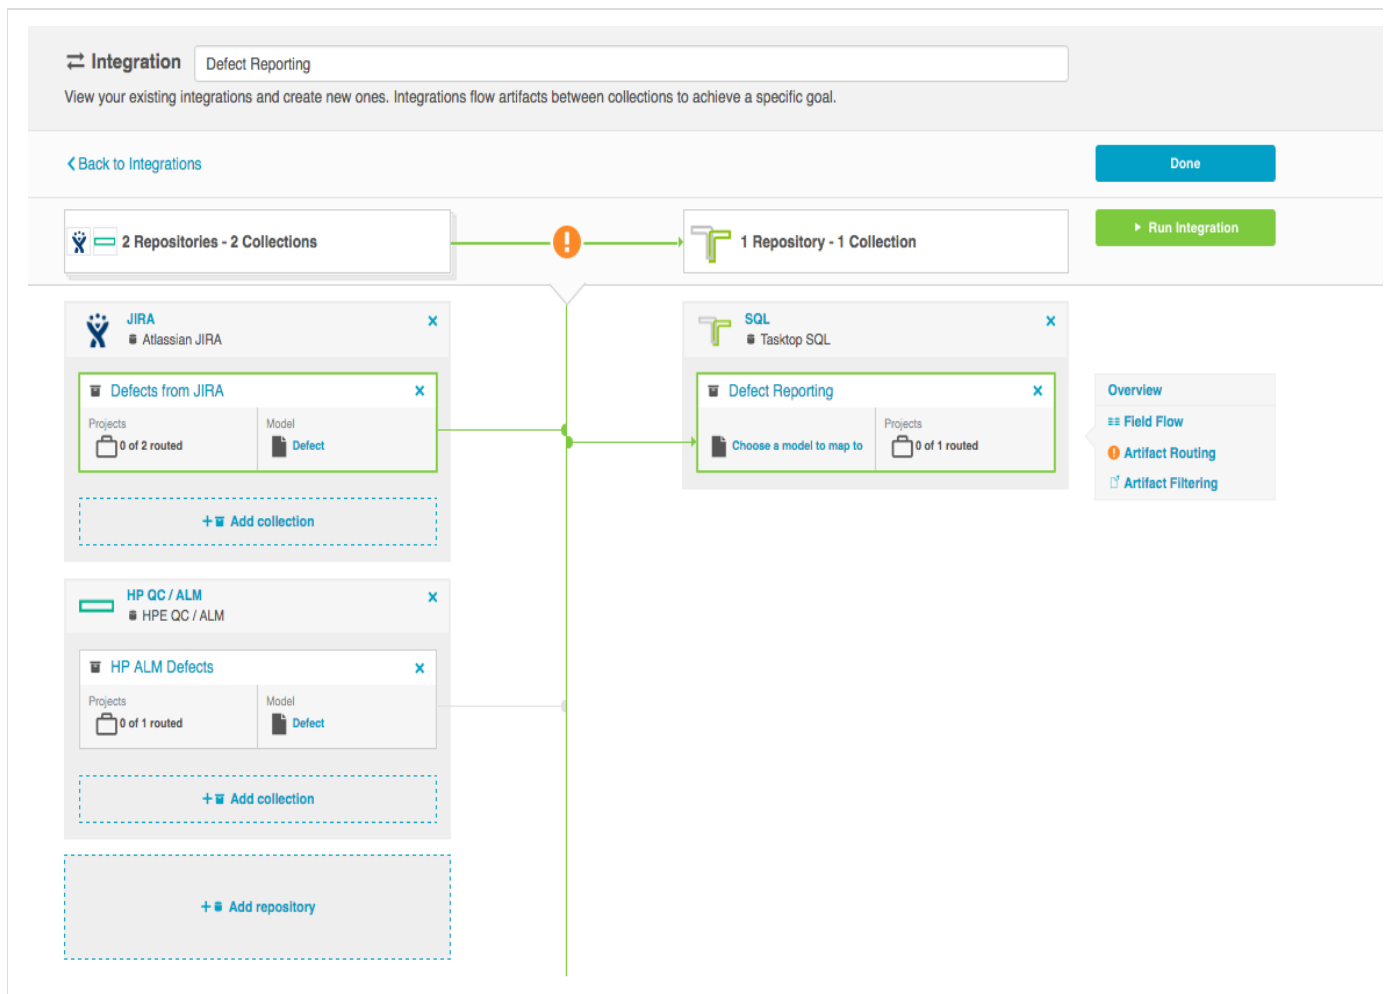 Integration
Defect Reporting
View your existing integrations and create new ones. Integrations flow artifacts between collections to achieve a specific goal.
Back to Integrations
Done
2 Repositories - 2 Collections
1 Repository - 1 Collection
Run Integration
JIRA
Atlassian JIRA
Defects from JIRA
Projects
0 of 2 routed
Model
Defect
+ Add collection
HP QC / ALM
HPE QC / ALM
HP ALM Defects
Projects
0 of 1 routed
Model
Defect
+ Add collection
+ Add repository
SQL
Tasktop SQL
Defect Reporting
Choose a model to map to
Projects
0 of 1 routed
Overview
Field Flow
Artifact Routing
Artifact Filtering